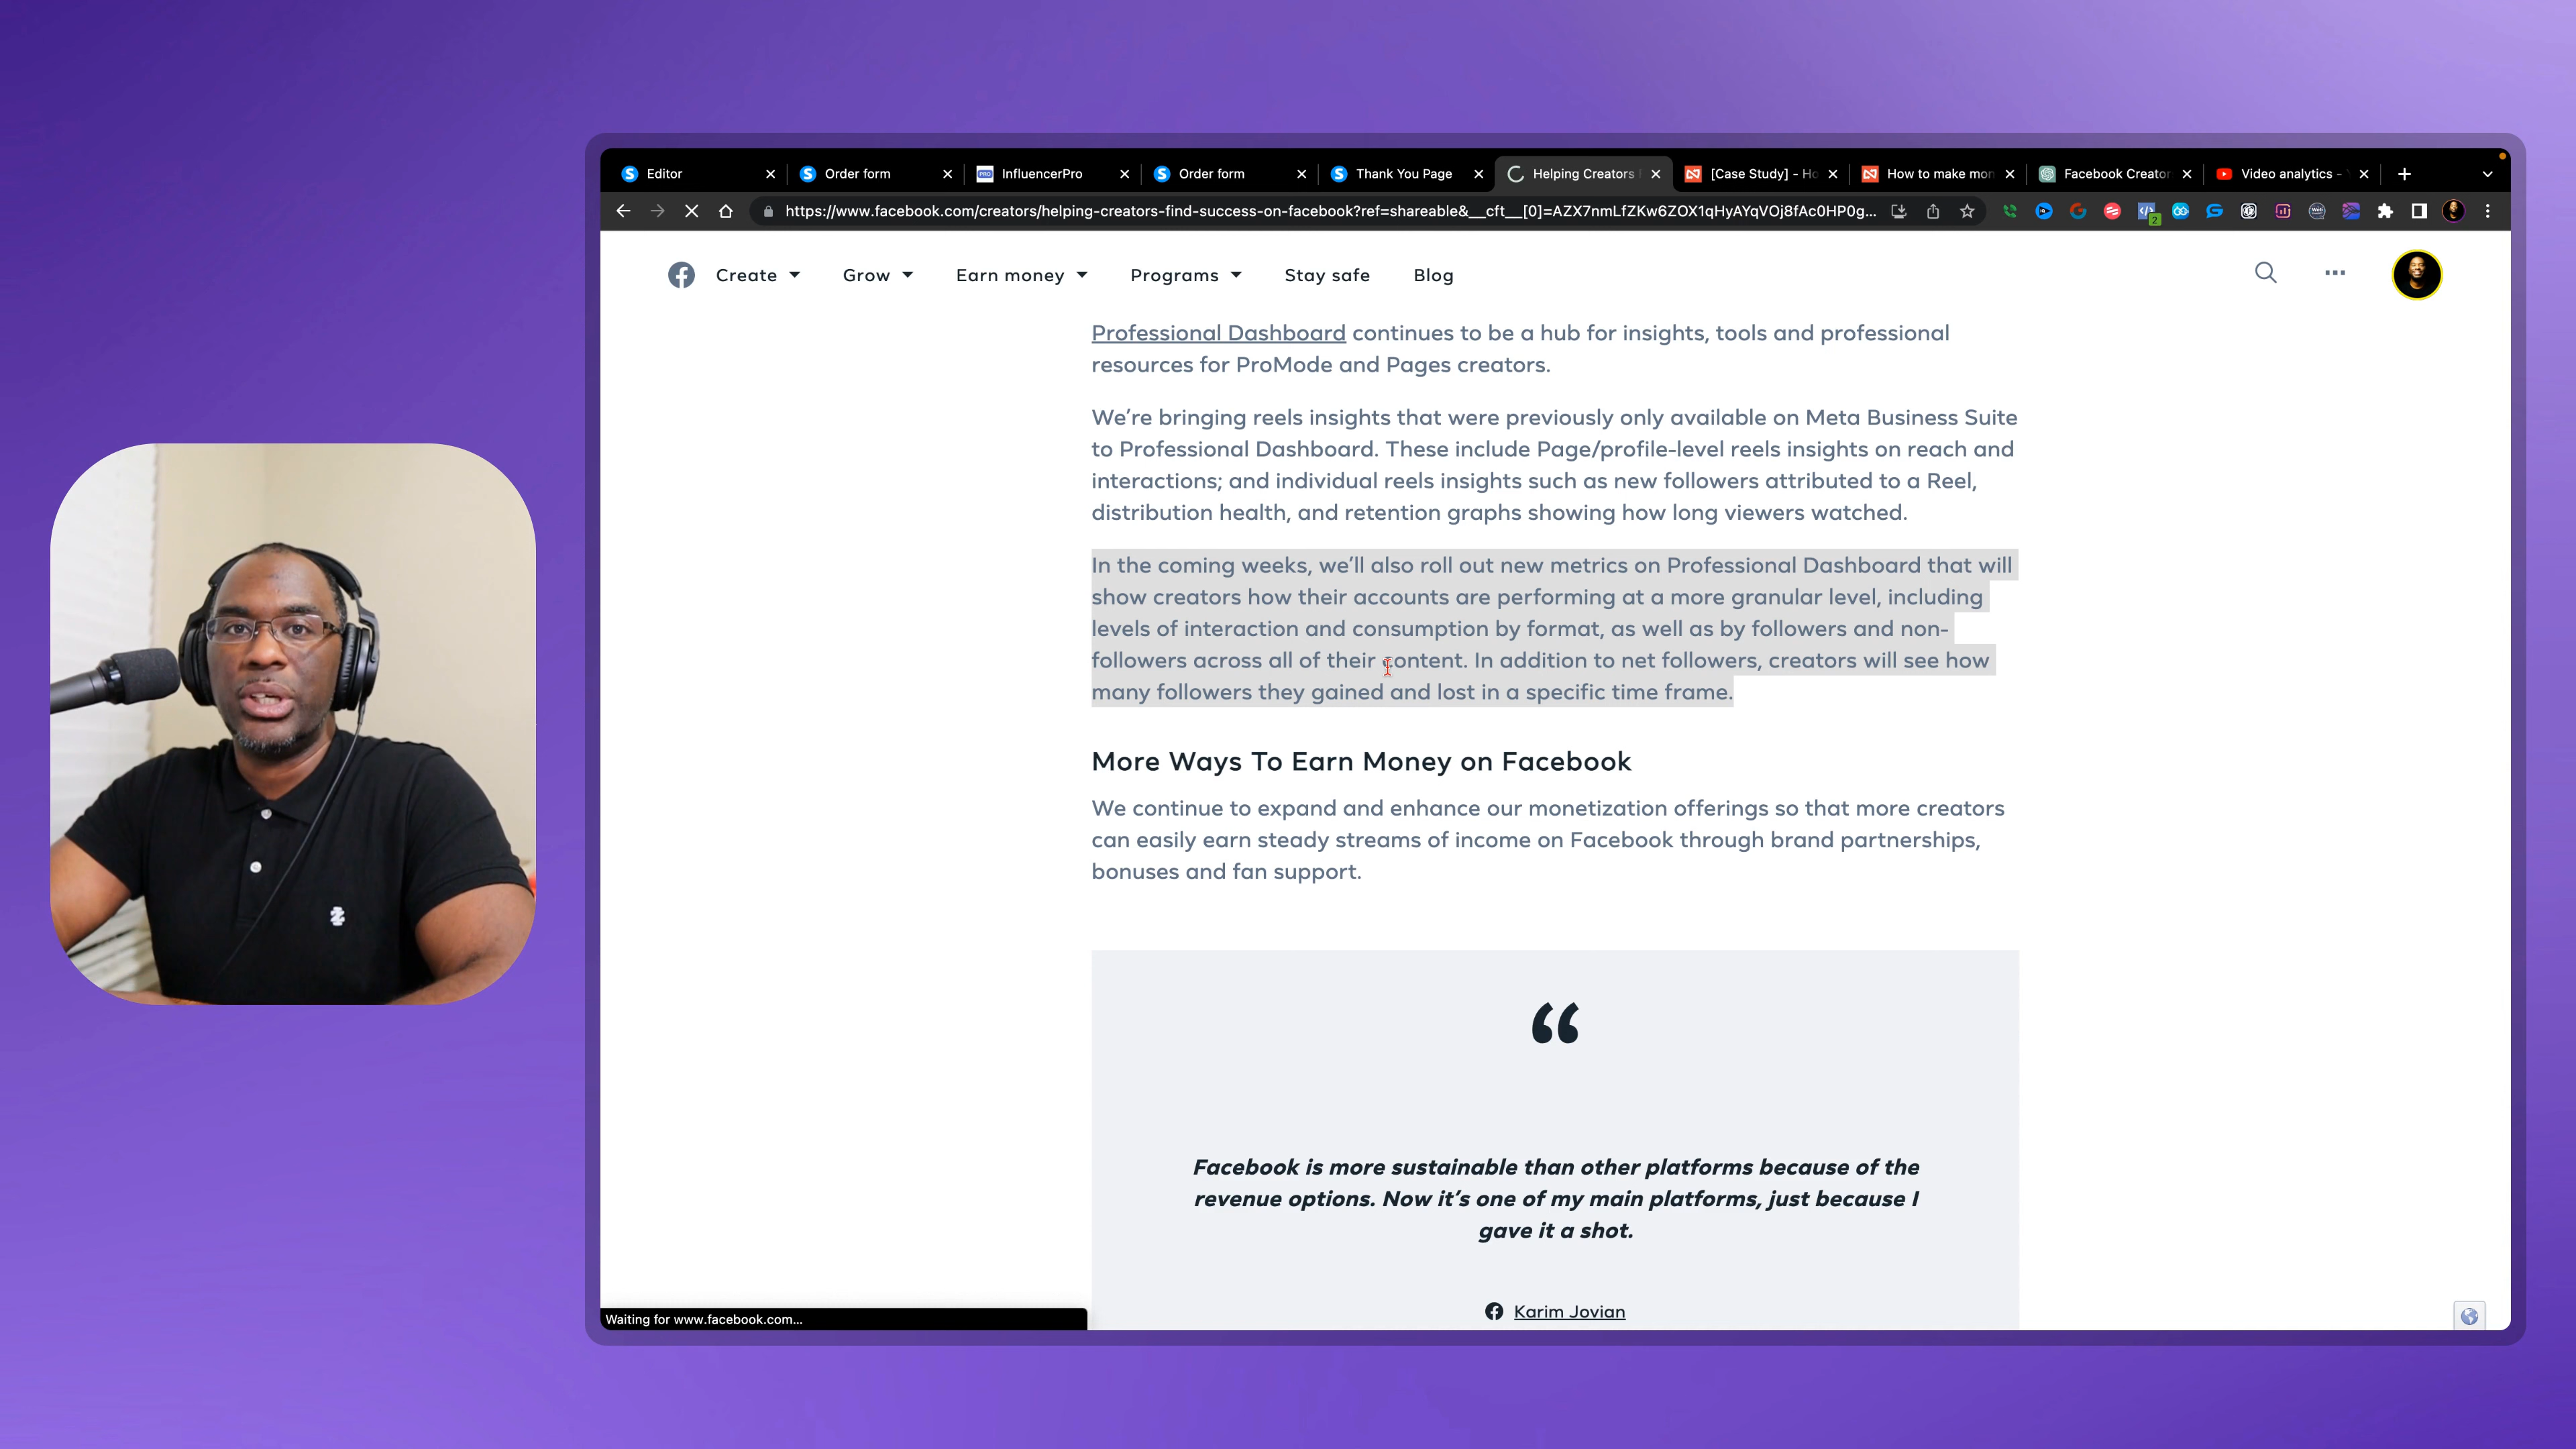 Editor
Order form
InfluencerPro
Order form
Thank You Page
Helping Creators
[Case Study] - Ho
How to make mon
Facebook Creator
Video analytics -
https://www.facebook.com/creators/helping-creators-find-success-on-facebook?ref=shareable&__cft__[0]=AZX7nmLfZKw6ZOX1qHyAYqVOj8fAc0HP0g...
Create
Grow
Earn money
Programs
Stay safe
Blog
Professional Dashboard continues to be a hub for insights, tools and professional
resources for ProMode and Pages creators.
We're bringing reels insights that were previously only available on Meta Business Suite
to Professional Dashboard. These include Page/profile-level reels insights on reach and
interactions; and individual reels insights such as new followers attributed to a Reel,
distribution health, and retention graphs showing how long viewers watched.
In the coming weeks, we'll also roll out new metrics on Professional Dashboard that will
show creators how their accounts are performing at a more granular level, including
levels of interaction and consumption by format, as well as by followers and non-
followers across all of their content. In addition to net followers, creators will see how
many followers they gained and lost in a specific time frame.
More Ways To Earn Money on Facebook
We continue to expand and enhance our monetization offerings so that more creators
can easily earn steady streams of income on Facebook through brand partnerships,
bonuses and fan support.
“
Facebook is more sustainable than other platforms because of the
revenue options. Now it's one of my main platforms, just because I
gave it a shot.
Karim Jovian
Waiting for www.facebook.com...